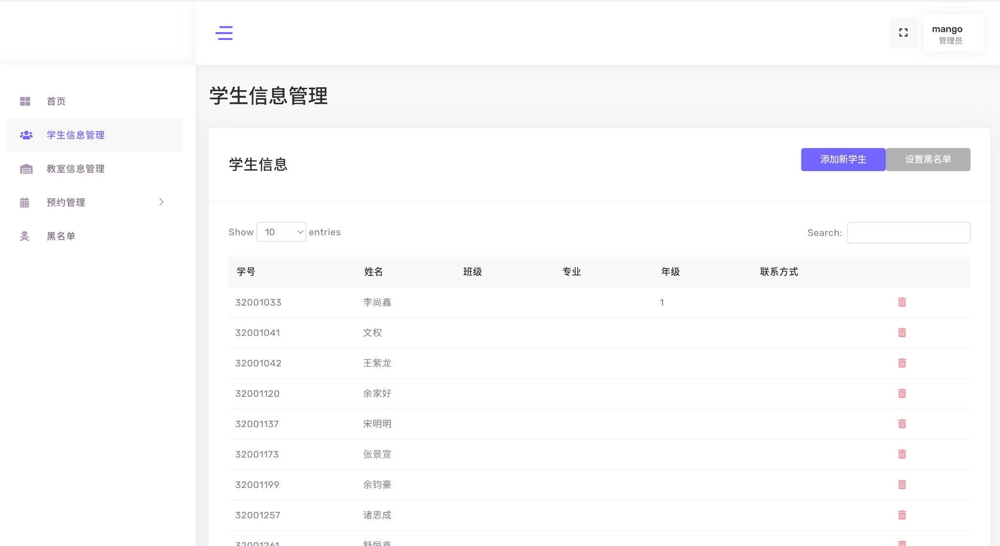 mango
管理员
首页
学生信息管理
教室信息管理
预约管理
黑名单
学生信息管理
学生信息
添加新学生 设置黑名单
Show 10 entries
Search:
学号 姓名 班级 专业 年级 联系方式
32001033 李尚鑫 1
32001041 文权
32001042 王紫龙
32001120 余家好
32001137 宋明明
32001173 张景宣
32001199 余钧豪
32001257 诸思成
32001261 舒恒鑫